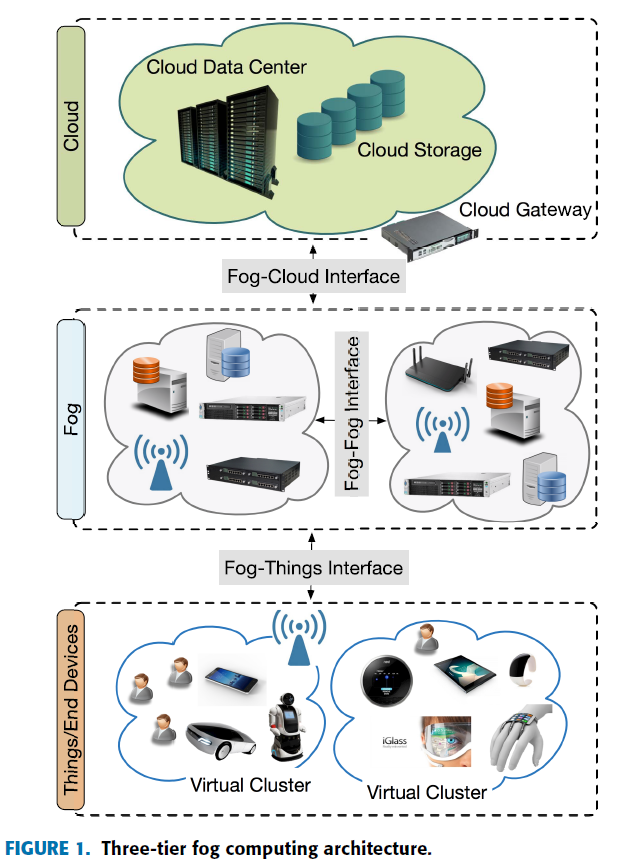 Cloud
Cloud Data Center
Cloud Storage
Cloud Gateway
Fog-Cloud Interface
Fog
Fog-Fog Interface
Fog-Things Interface
Things/End Devices
iGlass
Virtual Cluster
Virtual Cluster
FIGURE 1. Three-tier fog computing architecture.